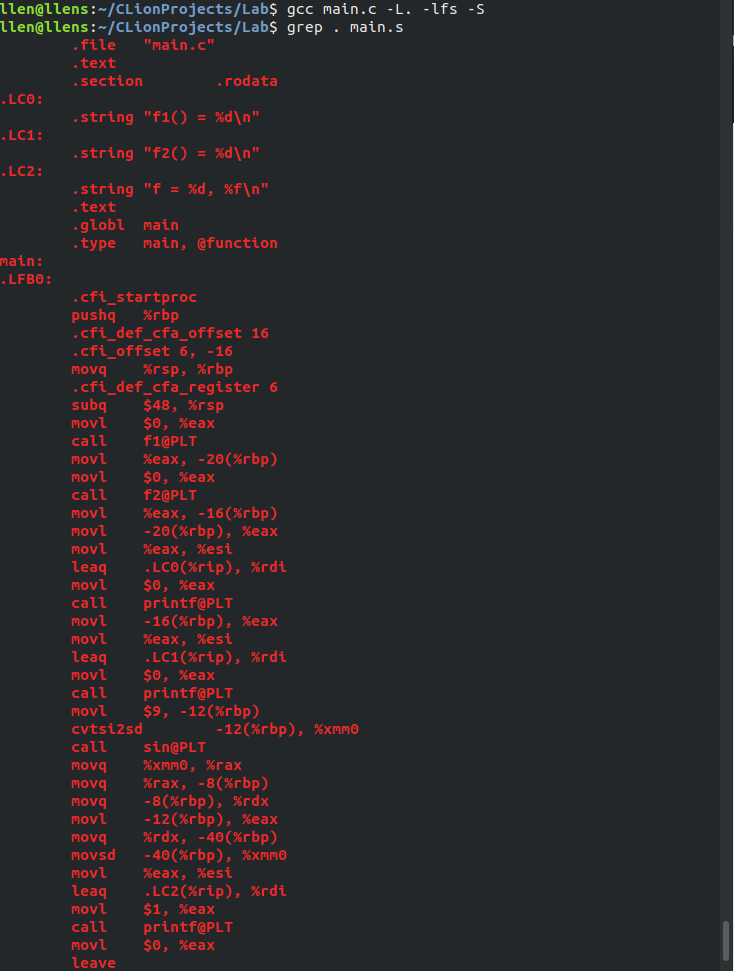 llen@llens:~/CLionProjects/Lab$ gcc main.c -L. -lfs -S
llen@llens:~/CLionProjects/Lab$ grep . main.s
.file "main.c"
.text
.section .rodata
.LC0:
.string "f1() = %d\n"
.LC1:
.string "f2() = %d\n"
.LC2:
.string "f = %d, %f\n"
.text
.globl main
.type main, @function
main:
.LFB0:
.cfi_startproc
pushq %rbp
.cfi_def_cfa_offset 16
.cfi_offset 6, -16
movq %rsp, %rbp
.cfi_def_cfa_register 6
subq $48, %rsp
movl $0, %eax
call f1@PLT
movl %eax, -20(%rbp)
movl $0, %eax
call f2@PLT
movl %eax, -16(%rbp)
movl -20(%rbp), %eax
movl %eax, %esi
leaq .LC0(%rip), %rdi
movl $0, %eax
call printf@PLT
movl -16(%rbp), %eax
movl %eax, %esi
leaq .LC1(%rip), %rdi
movl $0, %eax
call printf@PLT
movl $9, -12(%rbp)
cvtsi2sd -12(%rbp), %xmm0
call sin@PLT
movq %xmm0, %rax
movq %rax, -8(%rbp)
movq -8(%rbp), %rdx
movl -12(%rbp), %eax
movq %rdx, -40(%rbp)
movsd -40(%rbp), %xmm0
movl %eax, %esi
leaq .LC2(%rip), %rdi
movl $1, %eax
call printf@PLT
movl $0, %eax
leave